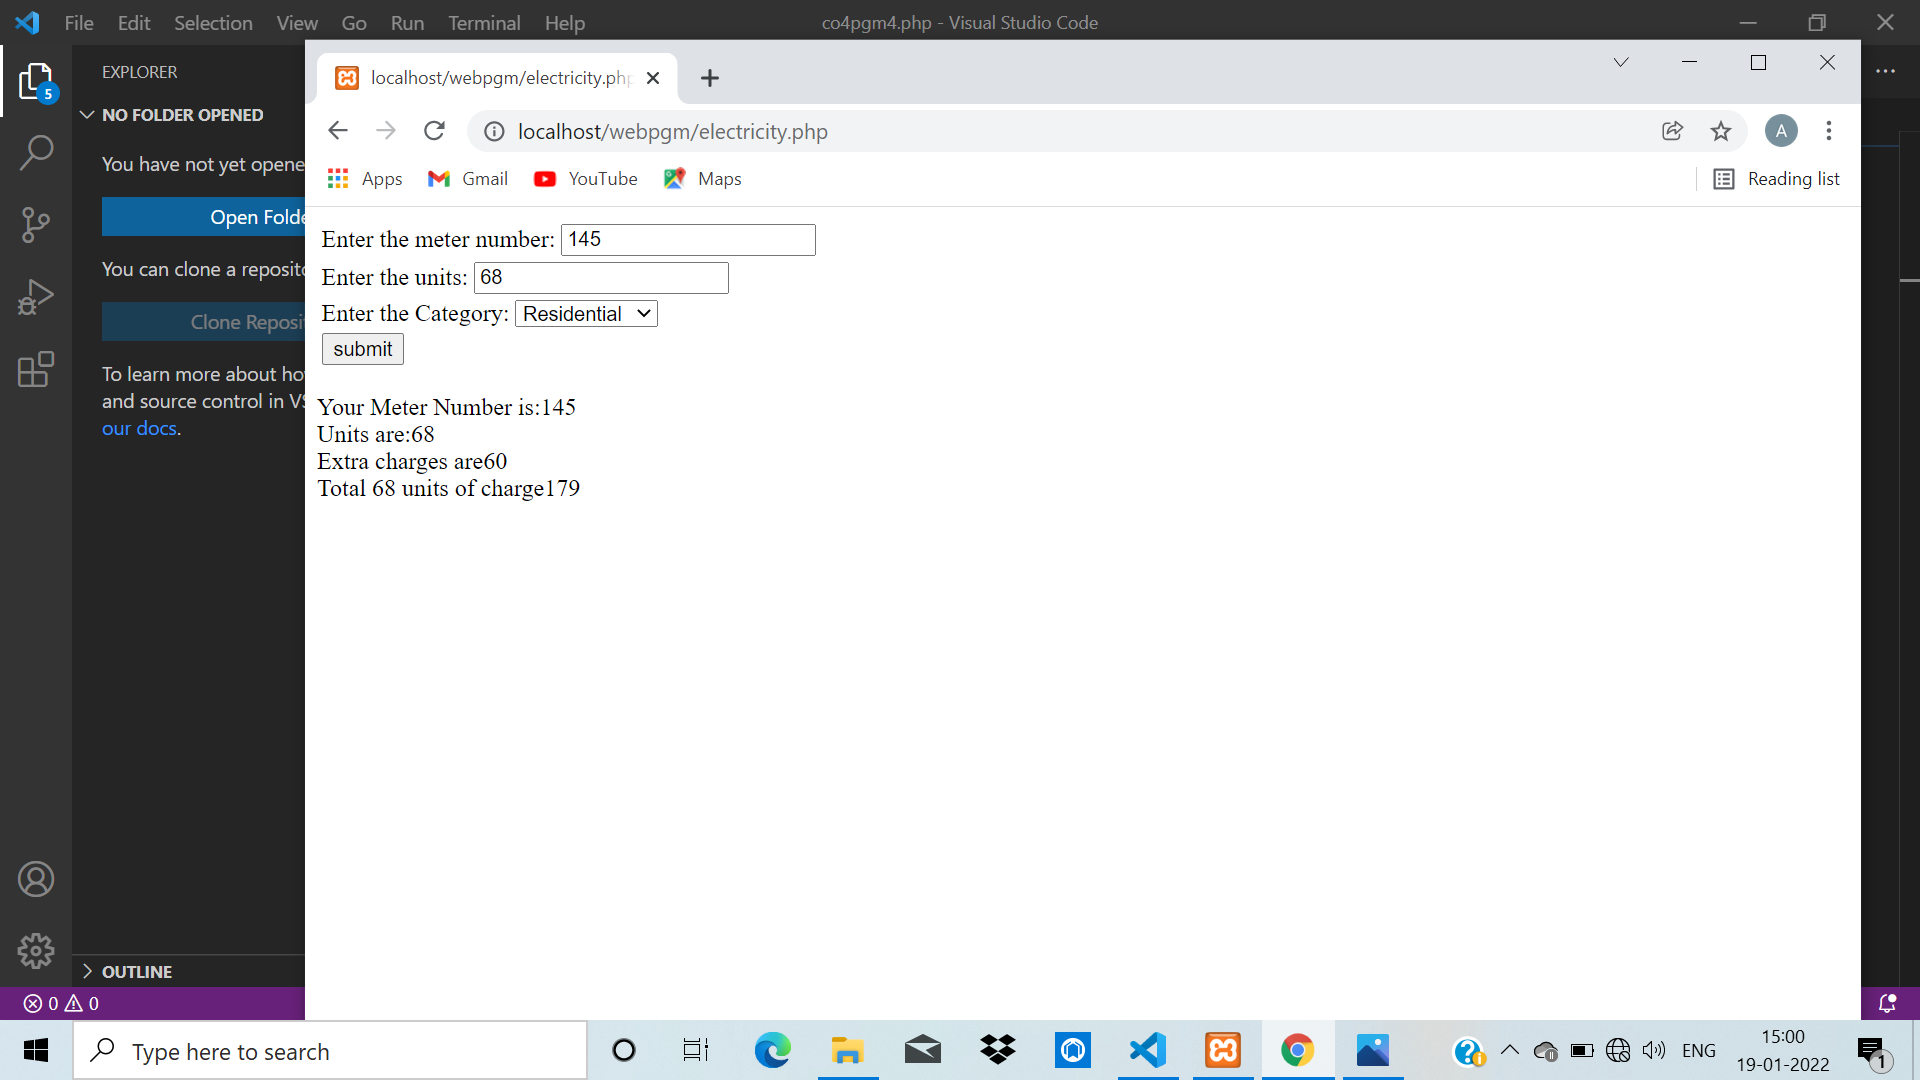 File Edit Selection View Go Run Terminal Help
co4pgm4.php - Visual Studio Code
5
EXPLORER
NO FOLDER OPENED
You have not yet opene
Open Folde
You can clone a reposito
Clone Reposi
To learn more about ho
and source control in VS
our docs.
OUTLINE
0 0
localhost/webpgm/electricity.php
localhost/webpgm/electricity.php
A
Apps Gmail YouTube Maps Reading list
Enter the meter number: 145
Enter the units: 68
Enter the Category: Residential
submit
Your Meter Number is:145
Units are:68
Extra charges are60
Total 68 units of charge179
Type here to search
ENG
15:00
19-01-2022
1